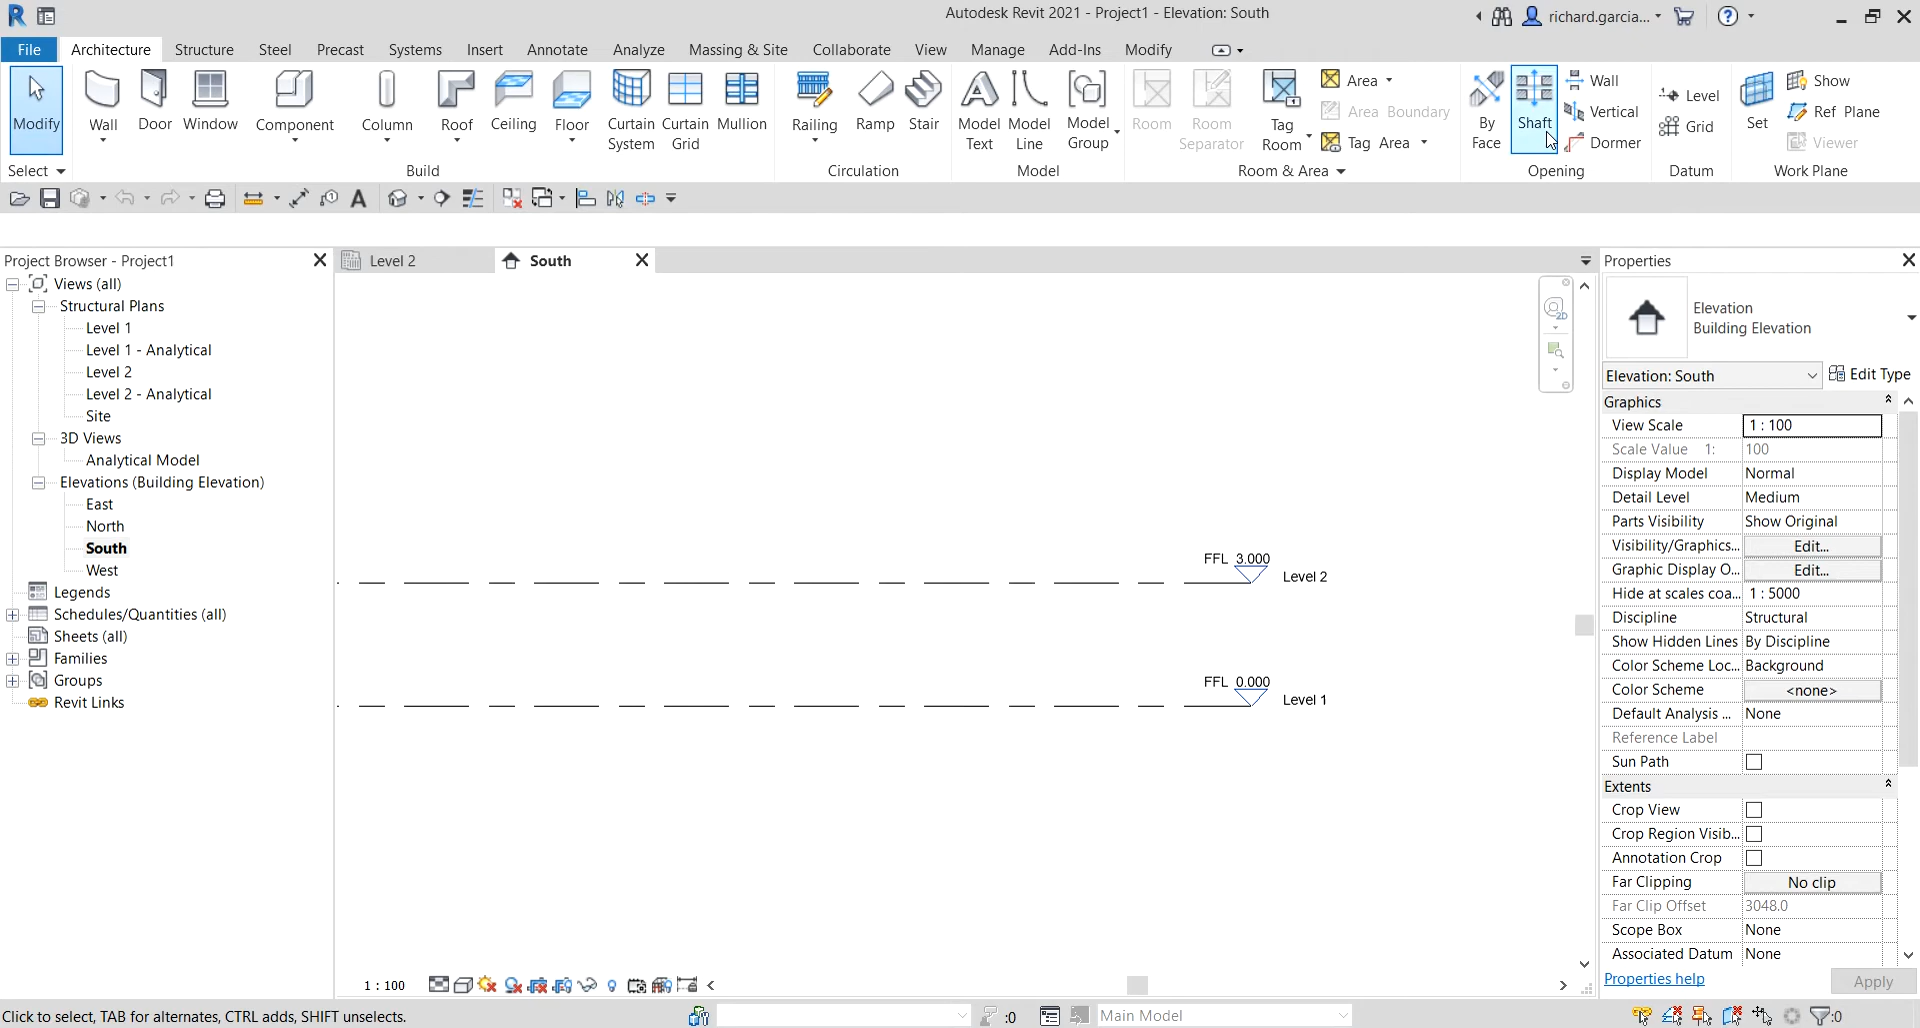 Autodesk Revit 2021 - Project1 - Elevation: South
richard.garcia...
File Architecture Structure Steel Precast Systems Insert Annotate Analyze Massing & Site Collaborate View Manage Add-Ins Modify
Modify
Wall
Door
Window
Component
Column
Roof
Ceiling
Floor
Curtain System
Curtain Grid
Mullion
Railing
Ramp
Stair
Model Text
Model Line
Model Group
Room
Room Separator
Tag Room
Area
Area Boundary
Tag Area
By Face
Shaft
Wall
Vertical
Dormer
Level
Grid
Set
Show
Ref Plane
Viewer
Select
Build
Circulation
Model
Room & Area
Opening
Datum
Work Plane
Project Browser - Project1
Views (all)
Structural Plans
Level 1
Level 1 - Analytical
Level 2
Level 2 - Analytical
Site
3D Views
Analytical Model
Elevations (Building Elevation)
East
North
South
West
Legends
Schedules/Quantities (all)
Sheets (all)
Families
Groups
Revit Links
Level 2
South
2D
FFL 3.000
Level 2
FFL 0.000
Level 1
1 : 100
Properties
Elevation
Building Elevation
Elevation: South
Edit Type
Graphics
View Scale 1 : 100
Scale Value 1: 100
Display Model Normal
Detail Level Medium
Parts Visibility Show Original
Visibility/Graphics... Edit...
Graphic Display O... Edit...
Hide at scales coa... 1 : 5000
Discipline Structural
Show Hidden Lines By Discipline
Color Scheme Loc... Background
Color Scheme <none>
Default Analysis ... None
Reference Label
Sun Path
Extents
Crop View
Crop Region Visib...
Annotation Crop
Far Clipping No clip
Far Clip Offset 3048.0
Scope Box None
Associated Datum None
Properties help
Apply
Click to select, TAB for alternates, CTRL adds, SHIFT unselects.
:0
Main Model
:0